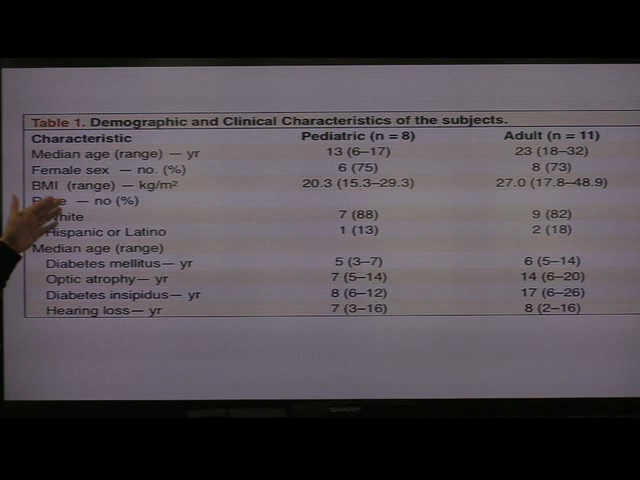 Table 1. Demographic and Clinical Characteristics of the subjects.
Characteristic Pediatric (n = 8) Adult (n = 11)
Median age (range) — yr 13 (6–17) 23 (18–32)
Female sex — no. (%) 6 (75) 8 (73)
BMI (range) — kg/m² 20.3 (15.3–29.3) 27.0 (17.8–48.9)
— no (%)
White 7 (88) 9 (82)
Hispanic or Latino 1 (13) 2 (18)
Median age (range)
Diabetes mellitus— yr 5 (3–7) 6 (5–14)
Optic atrophy— yr 7 (5–14) 14 (6–20)
Diabetes insipidus— yr 8 (6–12) 17 (6–26)
Hearing loss— yr 7 (3–16) 8 (2–16)
SHARP